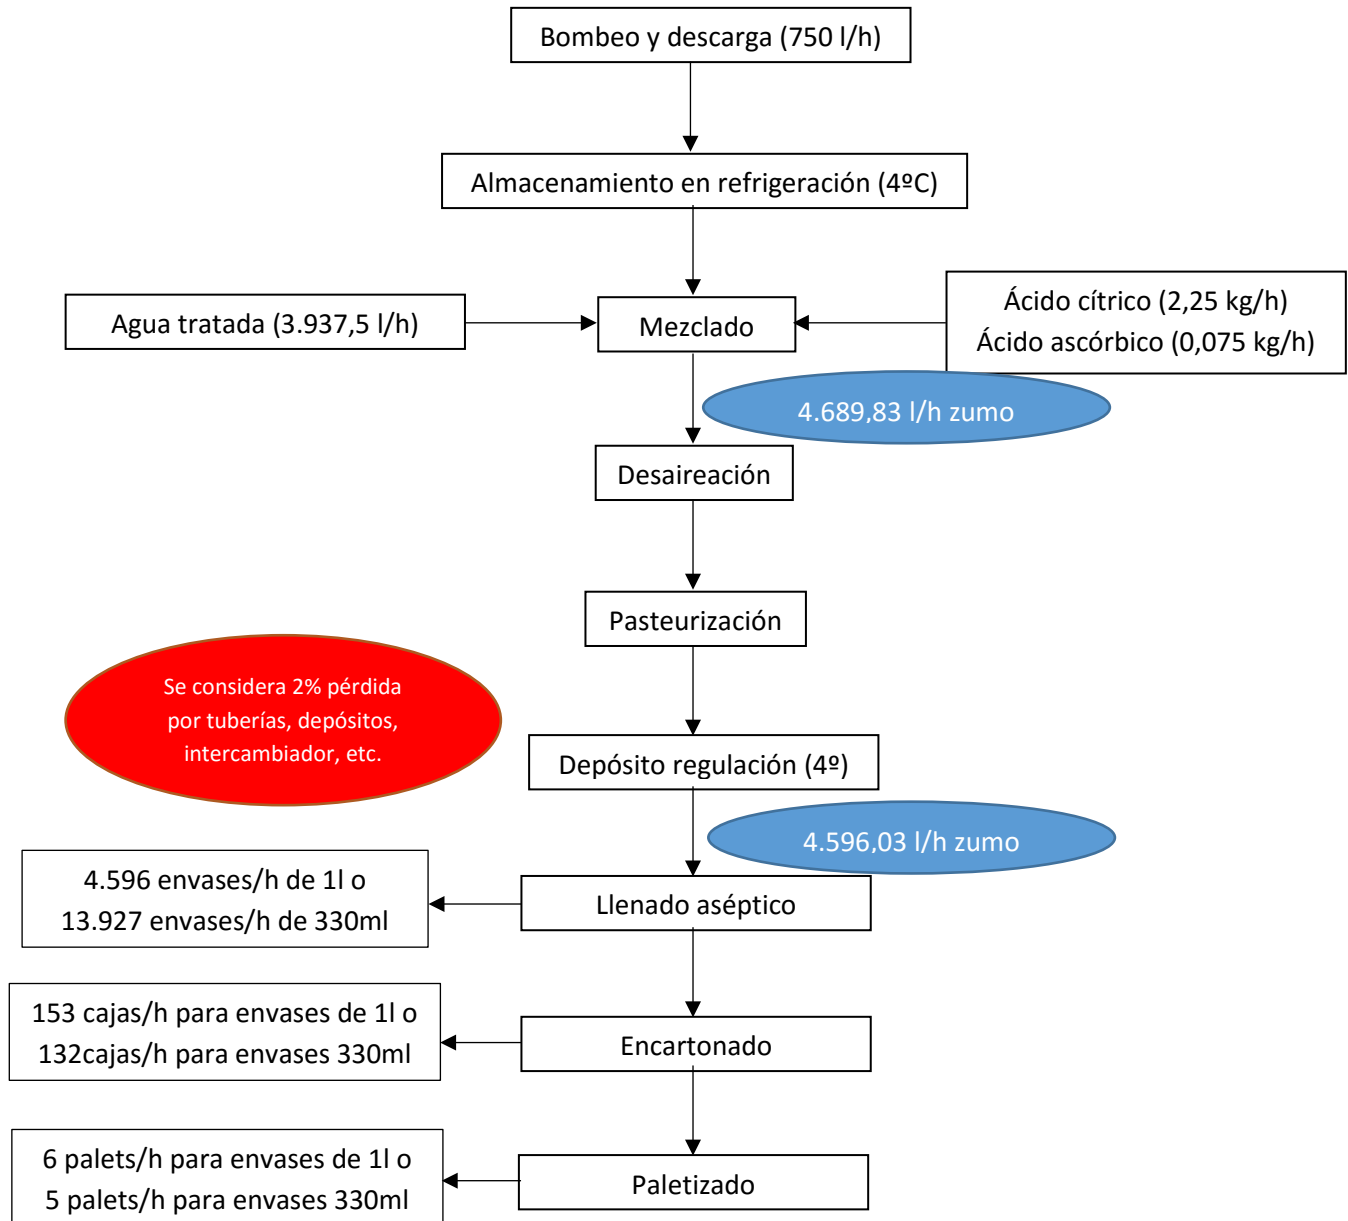 Bombeo y descarga (750 l/h)
Almacenamiento en refrigeración (4ºC)
Agua tratada (3.937,5 l/h)
Mezclado
Ácido cítrico (2,25 kg/h)
Ácido ascórbico (0,075 kg/h)
4.689,83 l/h zumo
Desaireación
Pasteurización
Se considera 2% pérdida
por tuberías, depósitos,
intercambiador, etc.
Depósito regulación (4º)
4.596,03 l/h zumo
4.596 envases/h de 1l o
13.927 envases/h de 330ml
Llenado aséptico
153 cajas/h para envases de 1l o
132cajas/h para envases 330ml
Encartonado
6 palets/h para envases de 1l o
5 palets/h para envases 330ml
Paletizado